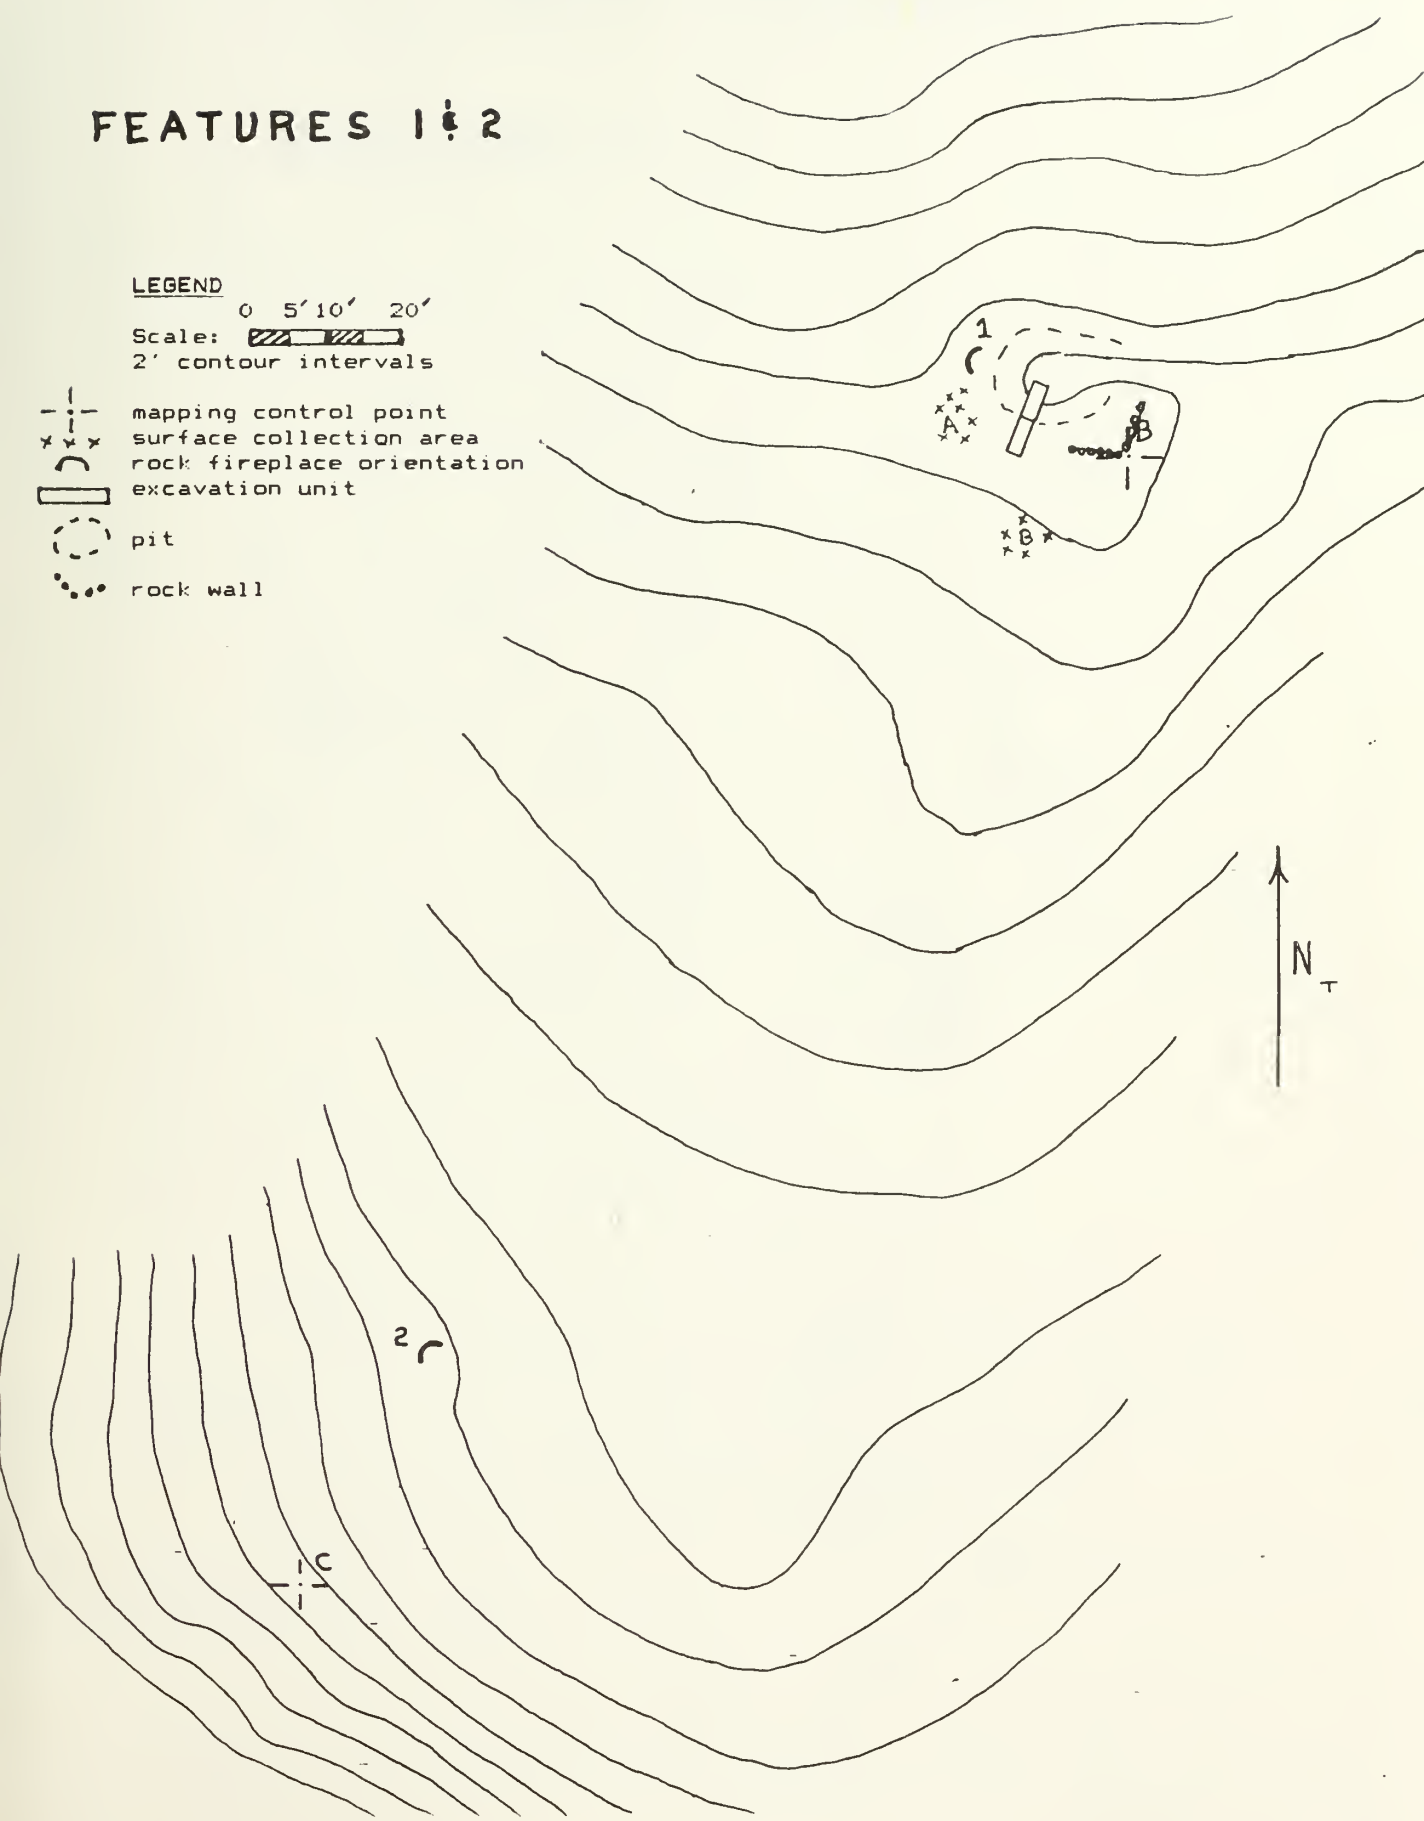 FEATURES 1 & 2
LEGEND
0 5' 10' 20'
Scale:
2' contour intervals
mapping control point
surface collection area
rock fireplace orientation
excavation unit
pit
rock wall
1
A
B
B
N
T
2
C